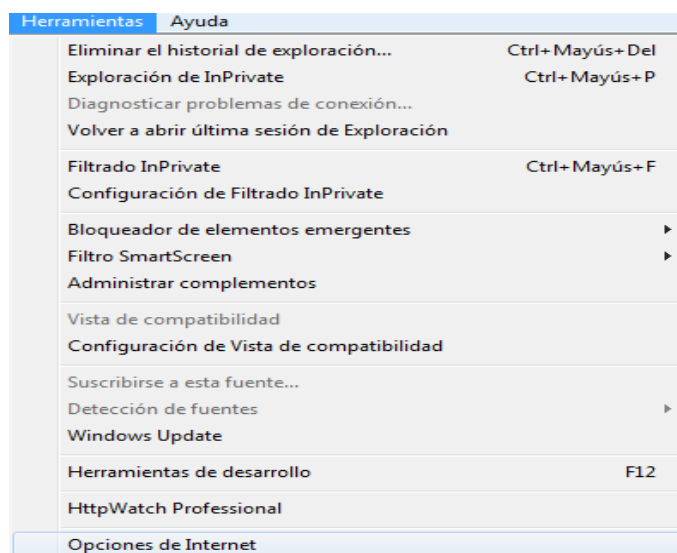 Herramientas Ayuda
Eliminar el historial de exploración... Ctrl+Mayús+Del
Exploración de InPrivate Ctrl+Mayús+P
Diagnosticar problemas de conexión...
Volver a abrir última sesión de Exploración
Filtrado InPrivate Ctrl+Mayús+F
Configuración de Filtrado InPrivate
Bloqueador de elementos emergentes
Filtro SmartScreen
Administrar complementos
Vista de compatibilidad
Configuración de Vista de compatibilidad
Suscribirse a esta fuente...
Detección de fuentes
Windows Update
Herramientas de desarrollo F12
HttpWatch Professional
Opciones de Internet